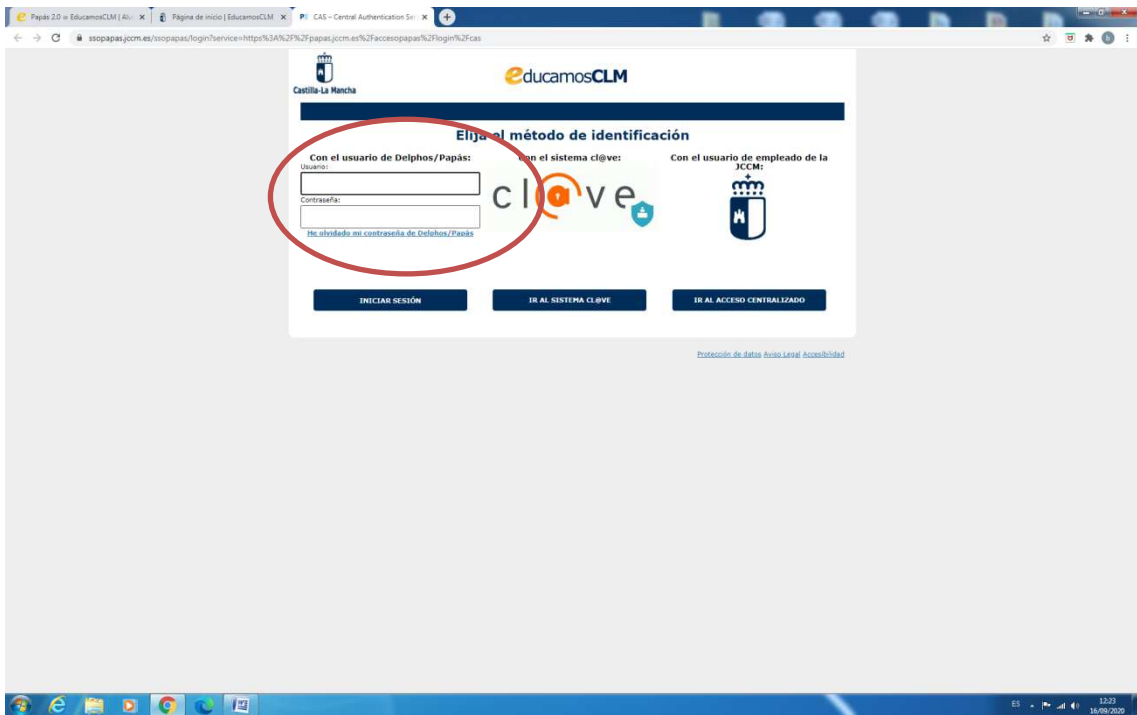 Papás 2.0 = EducamosCLM | Alu
Página de inicio | EducamosCLM
CAS – Central Authentication Se
ssopapas.jccm.es/ssopapas/login?service=https%3A%2F%2Fpapas.jccm.es%2Faccesopapas%2Flogin%2Fcas
Castilla-La Mancha
educamosCLM
Elija el método de identificación
Con el usuario de Delphos/Papás:
Usuario:
Contraseña:
He olvidado mi contraseña de Delphos/Papás
INICIAR SESIÓN
Con el sistema cl@ve:
cl@ve
IR AL SISTEMA CL@VE
Con el usuario de empleado de la
JCCM:
IR AL ACCESO CENTRALIZADO
Protección de datos Aviso Legal Accesibilidad
ES
12:23
16/09/2020